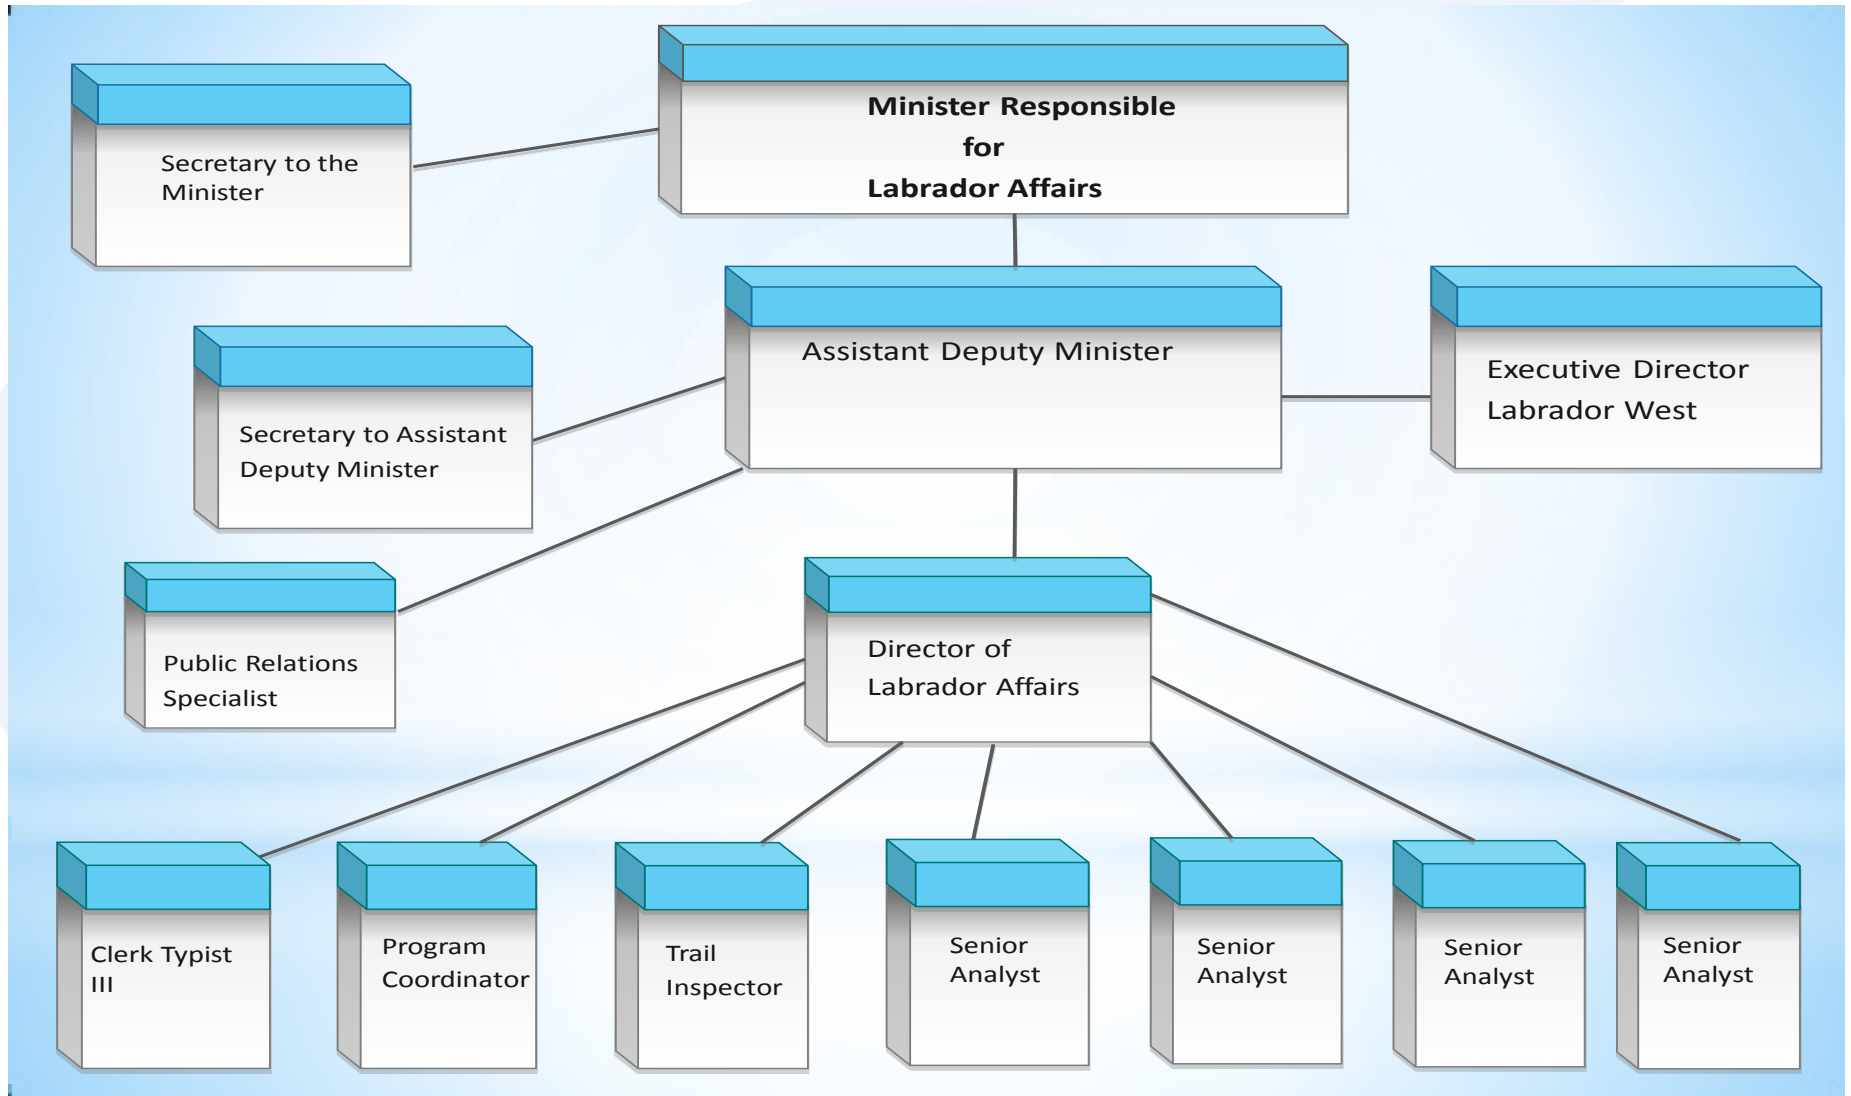 Minister Responsible
for
Labrador Affairs
Secretary to the
Minister
Assistant Deputy Minister
Executive Director
Labrador West
Secretary to Assistant
Deputy Minister
Public Relations
Specialist
Director of
Labrador Affairs
Clerk Typist
III
Program
Coordinator
Trail
Inspector
Senior
Analyst
Senior
Analyst
Senior
Analyst
Senior
Analyst